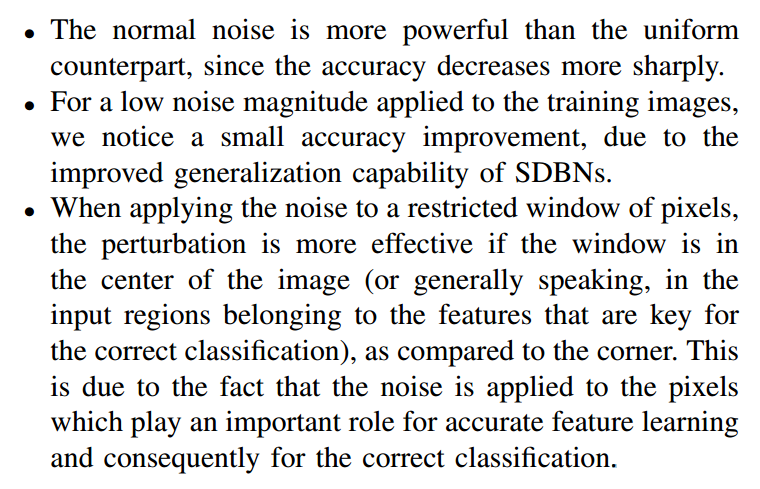 • The normal noise is more powerful than the uniform
counterpart, since the accuracy decreases more sharply.
• For a low noise magnitude applied to the training images,
we notice a small accuracy improvement, due to the
improved generalization capability of SDBNs.
• When applying the noise to a restricted window of pixels,
the perturbation is more effective if the window is in
the center of the image (or generally speaking, in the
input regions belonging to the features that are key for
the correct classification), as compared to the corner. This
is due to the fact that the noise is applied to the pixels
which play an important role for accurate feature learning
and consequently for the correct classification.